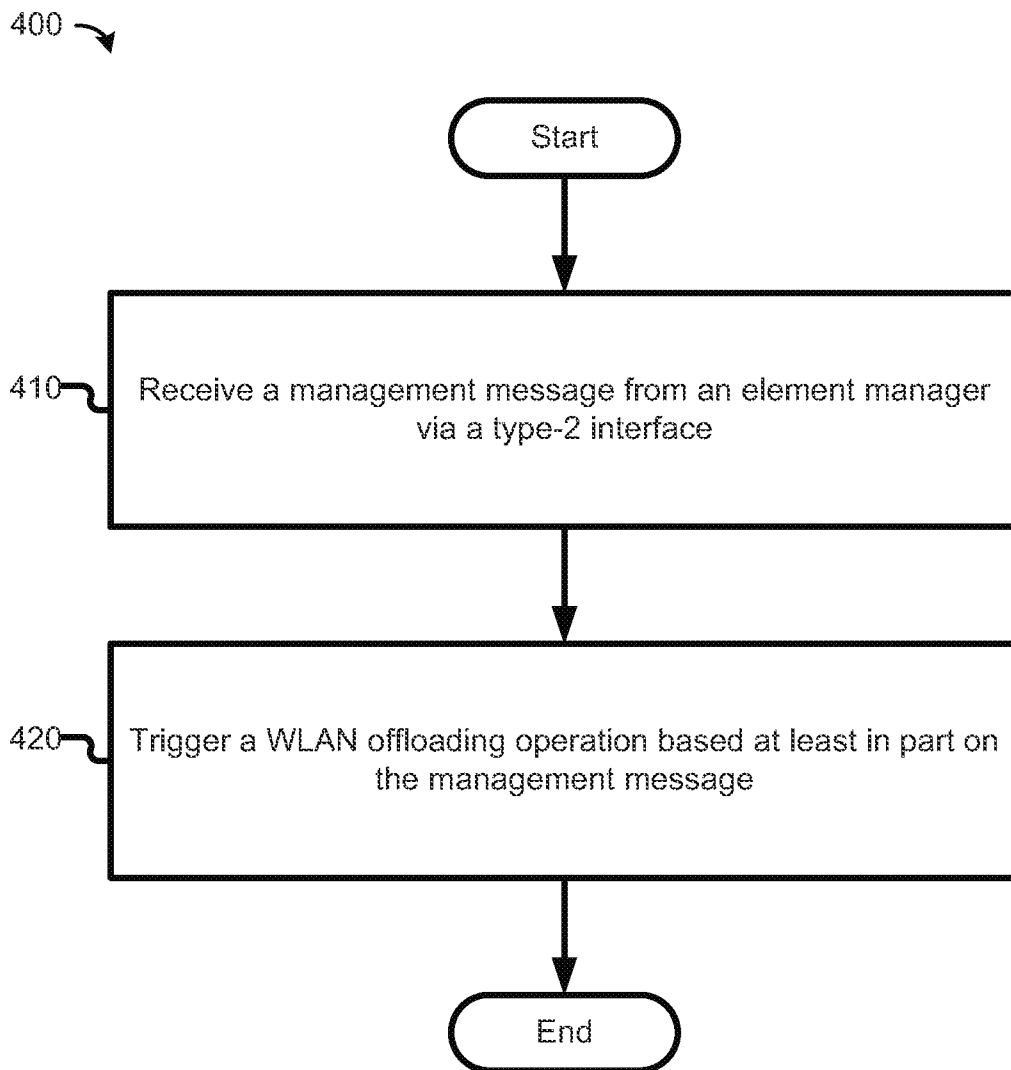 400
Start
410
Receive a management message from an element manager
via a type-2 interface
420
Trigger a WLAN offloading operation based at least in part on
the management message
End